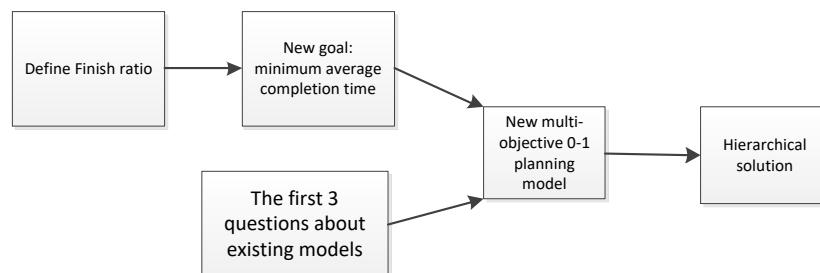 Define Finish ratio
New goal:
minimum average
completion time
The first 3
questions about
existing models
New multi-
objective 0-1
planning
model
Hierarchical
solution